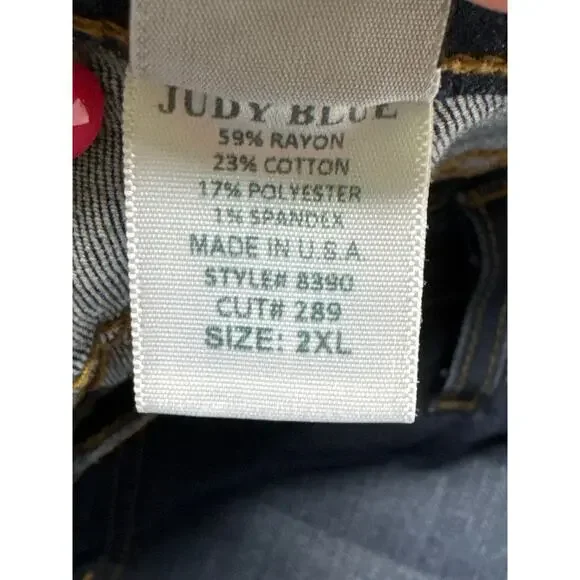 JUDY BLUE
59% RAYON
23% COTTON
17% POLYESTER
1% SPANDEX
MADE IN U.S.A.
STYLE# 8390
CUT# 289
SIZE: 2XL